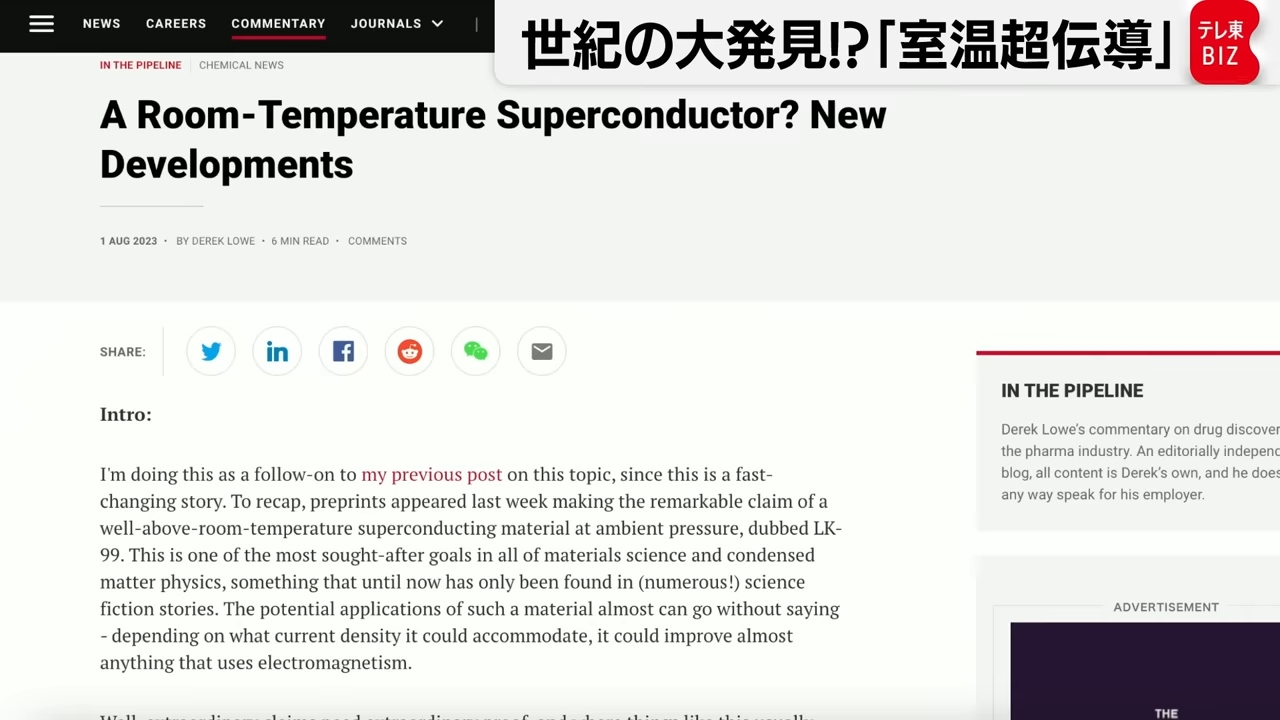 NEWS CAREERS COMMENTARY JOURNALS
世紀の大発見!?「室温超伝導」
テレ東
BIZ
IN THE PIPELINE CHEMICAL NEWS
A Room-Temperature Superconductor? New
Developments
1 AUG 2023 · BY DEREK LOWE · 6 MIN READ · COMMENTS
SHARE:
Intro:
I'm doing this as a follow-on to my previous post on this topic, since this is a fast-
changing story. To recap, preprints appeared last week making the remarkable claim of a
well-above-room-temperature superconducting material at ambient pressure, dubbed LK-
99. This is one of the most sought-after goals in all of materials science and condensed
matter physics, something that until now has only been found in (numerous!) science
fiction stories. The potential applications of such a material almost can go without saying
- depending on what current density it could accommodate, it could improve almost
anything that uses electromagnetism.
IN THE PIPELINE
Derek Lowe's commentary on drug discover
the pharma industry. An editorially independ
blog, all content is Derek's own, and he does
any way speak for his employer.
ADVERTISEMENT
THE